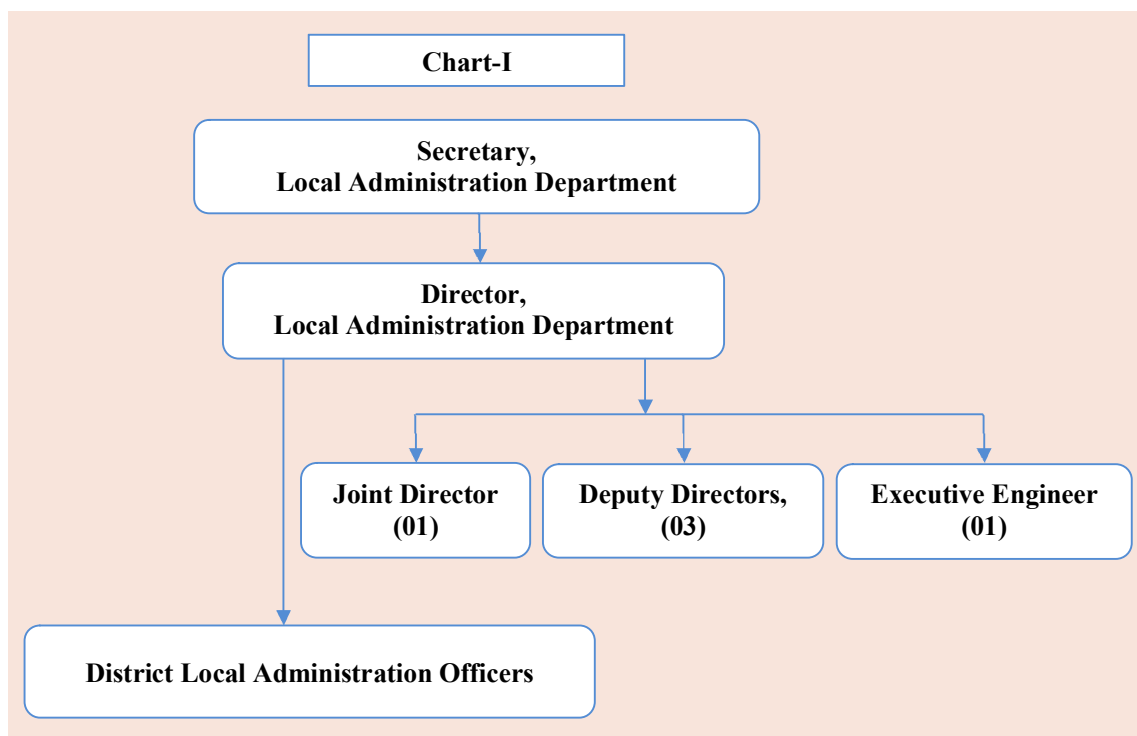 Chart-I
Secretary,
Local Administration Department
Director,
Local Administration Department
Joint Director
(01)
Deputy Directors,
(03)
Executive Engineer
(01)
District Local Administration Officers